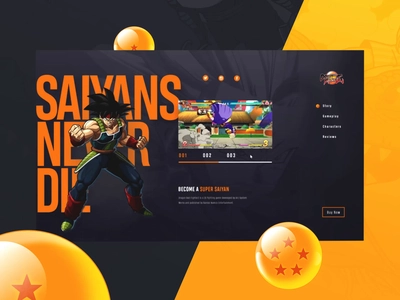 SAIYANS
NEVER
DIE
Story
Gameplay
Characters
Reviews
001 002 003
BECOME A SUPER SAIYAN
Buy Now